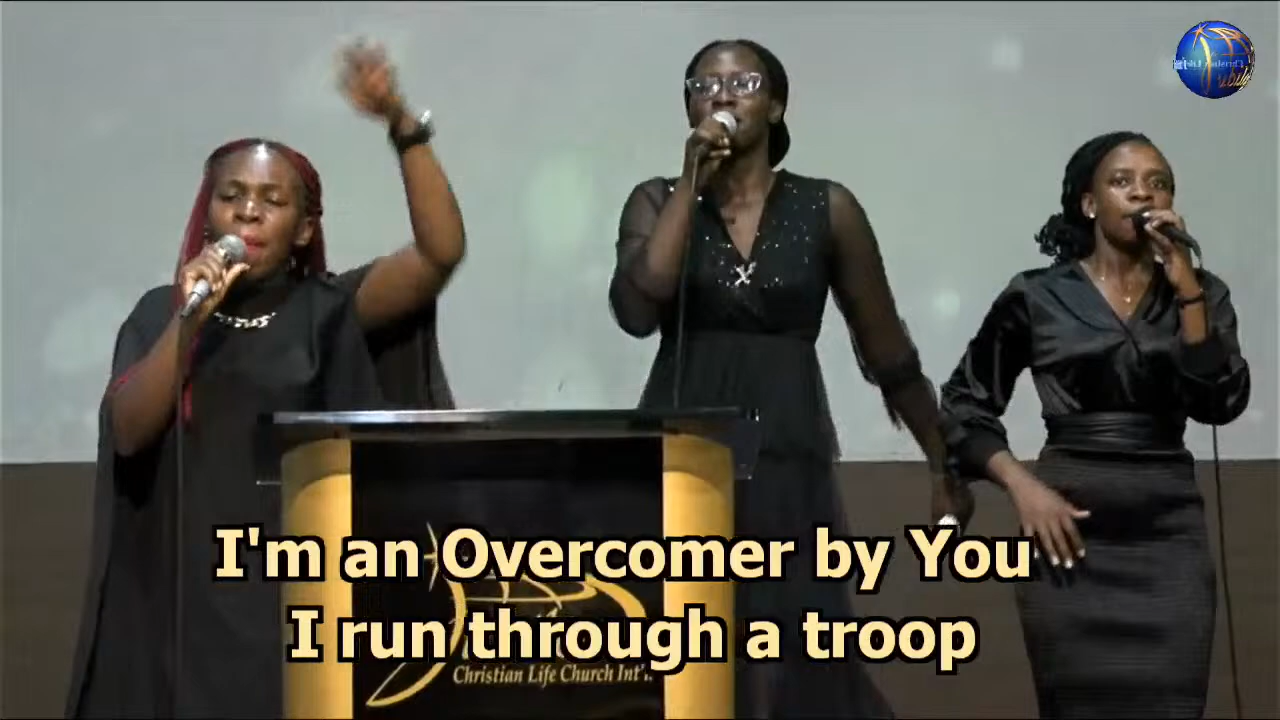 I'm an Overcomer by You
I run through a troop
Christian Life Church Int'l.